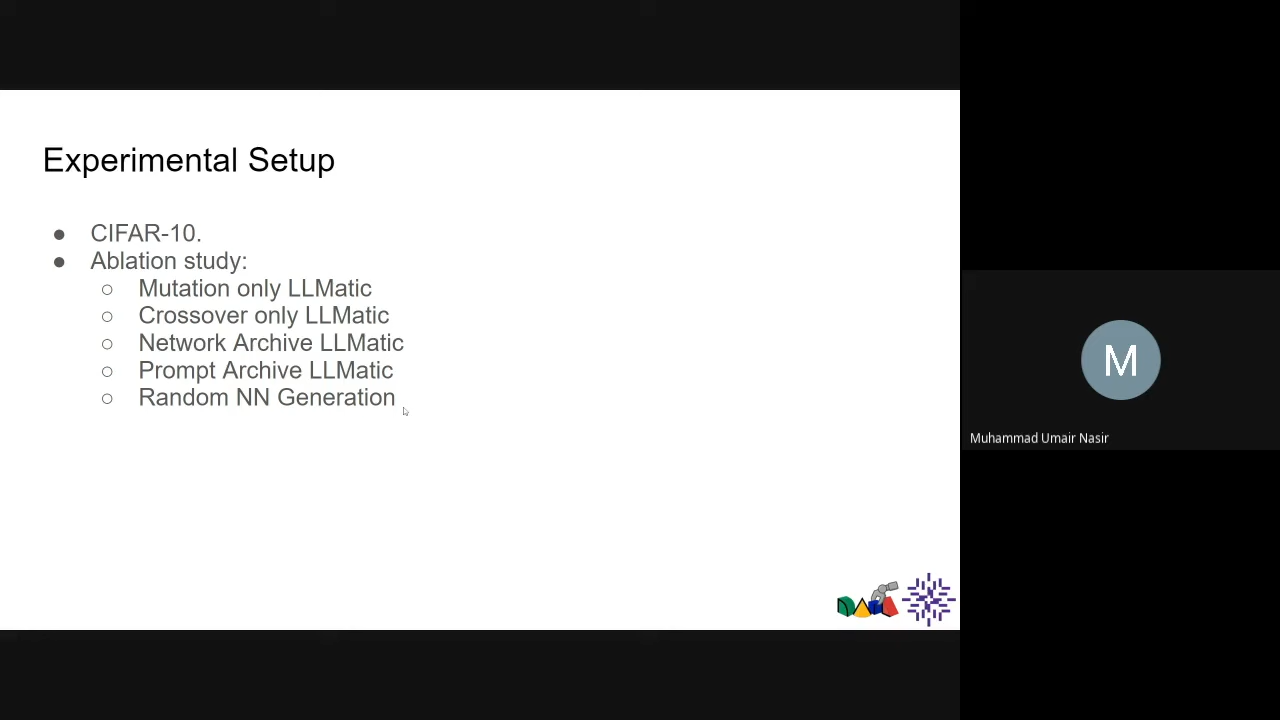 Experimental Setup
● CIFAR-10.
● Ablation study:
○ Mutation only LLMatic
○ Crossover only LLMatic
○ Network Archive LLMatic
○ Prompt Archive LLMatic
○ Random NN Generation
M
Muhammad Umair Nasir